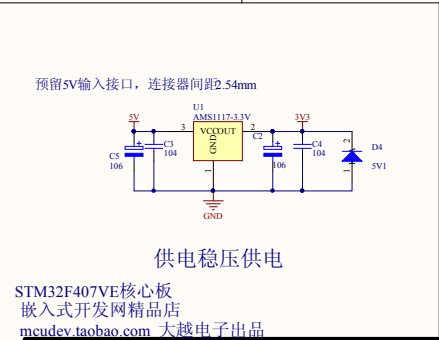 预留5V输入接口，连接器间距2.54mm
U1
AMS1117-3.3V
5V
3
VCCOUT
GND
2
3V3
1
C5
106
C3
104
C2
106
C4
104
2
1
D4
5V1
GND
供电稳压供电
STM32F407VE核心板
嵌入式开发网精品店
mcudev.taobao.com 大越电子出品